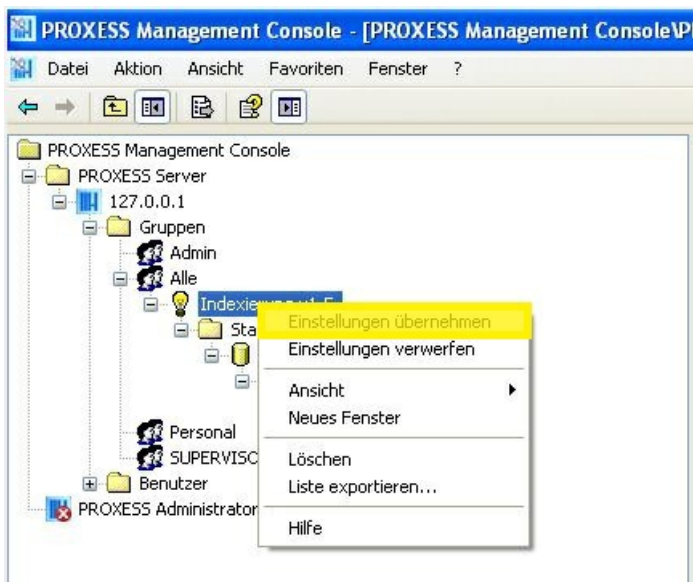 PROXESS Management Console - [PROXESS Management Console\P
Datei Aktion Ansicht Favoriten Fenster ?
PROXESS Management Console
PROXESS Server
127.0.0.1
Gruppen
Admin
Alle
Einstellungen übernehmen
Einstellungen verwerfen
Ansicht
Neues Fenster
Personal
SUPERVISO
Löschen
Benutzer
Liste exportieren...
PROXESS Administrator
Hilfe